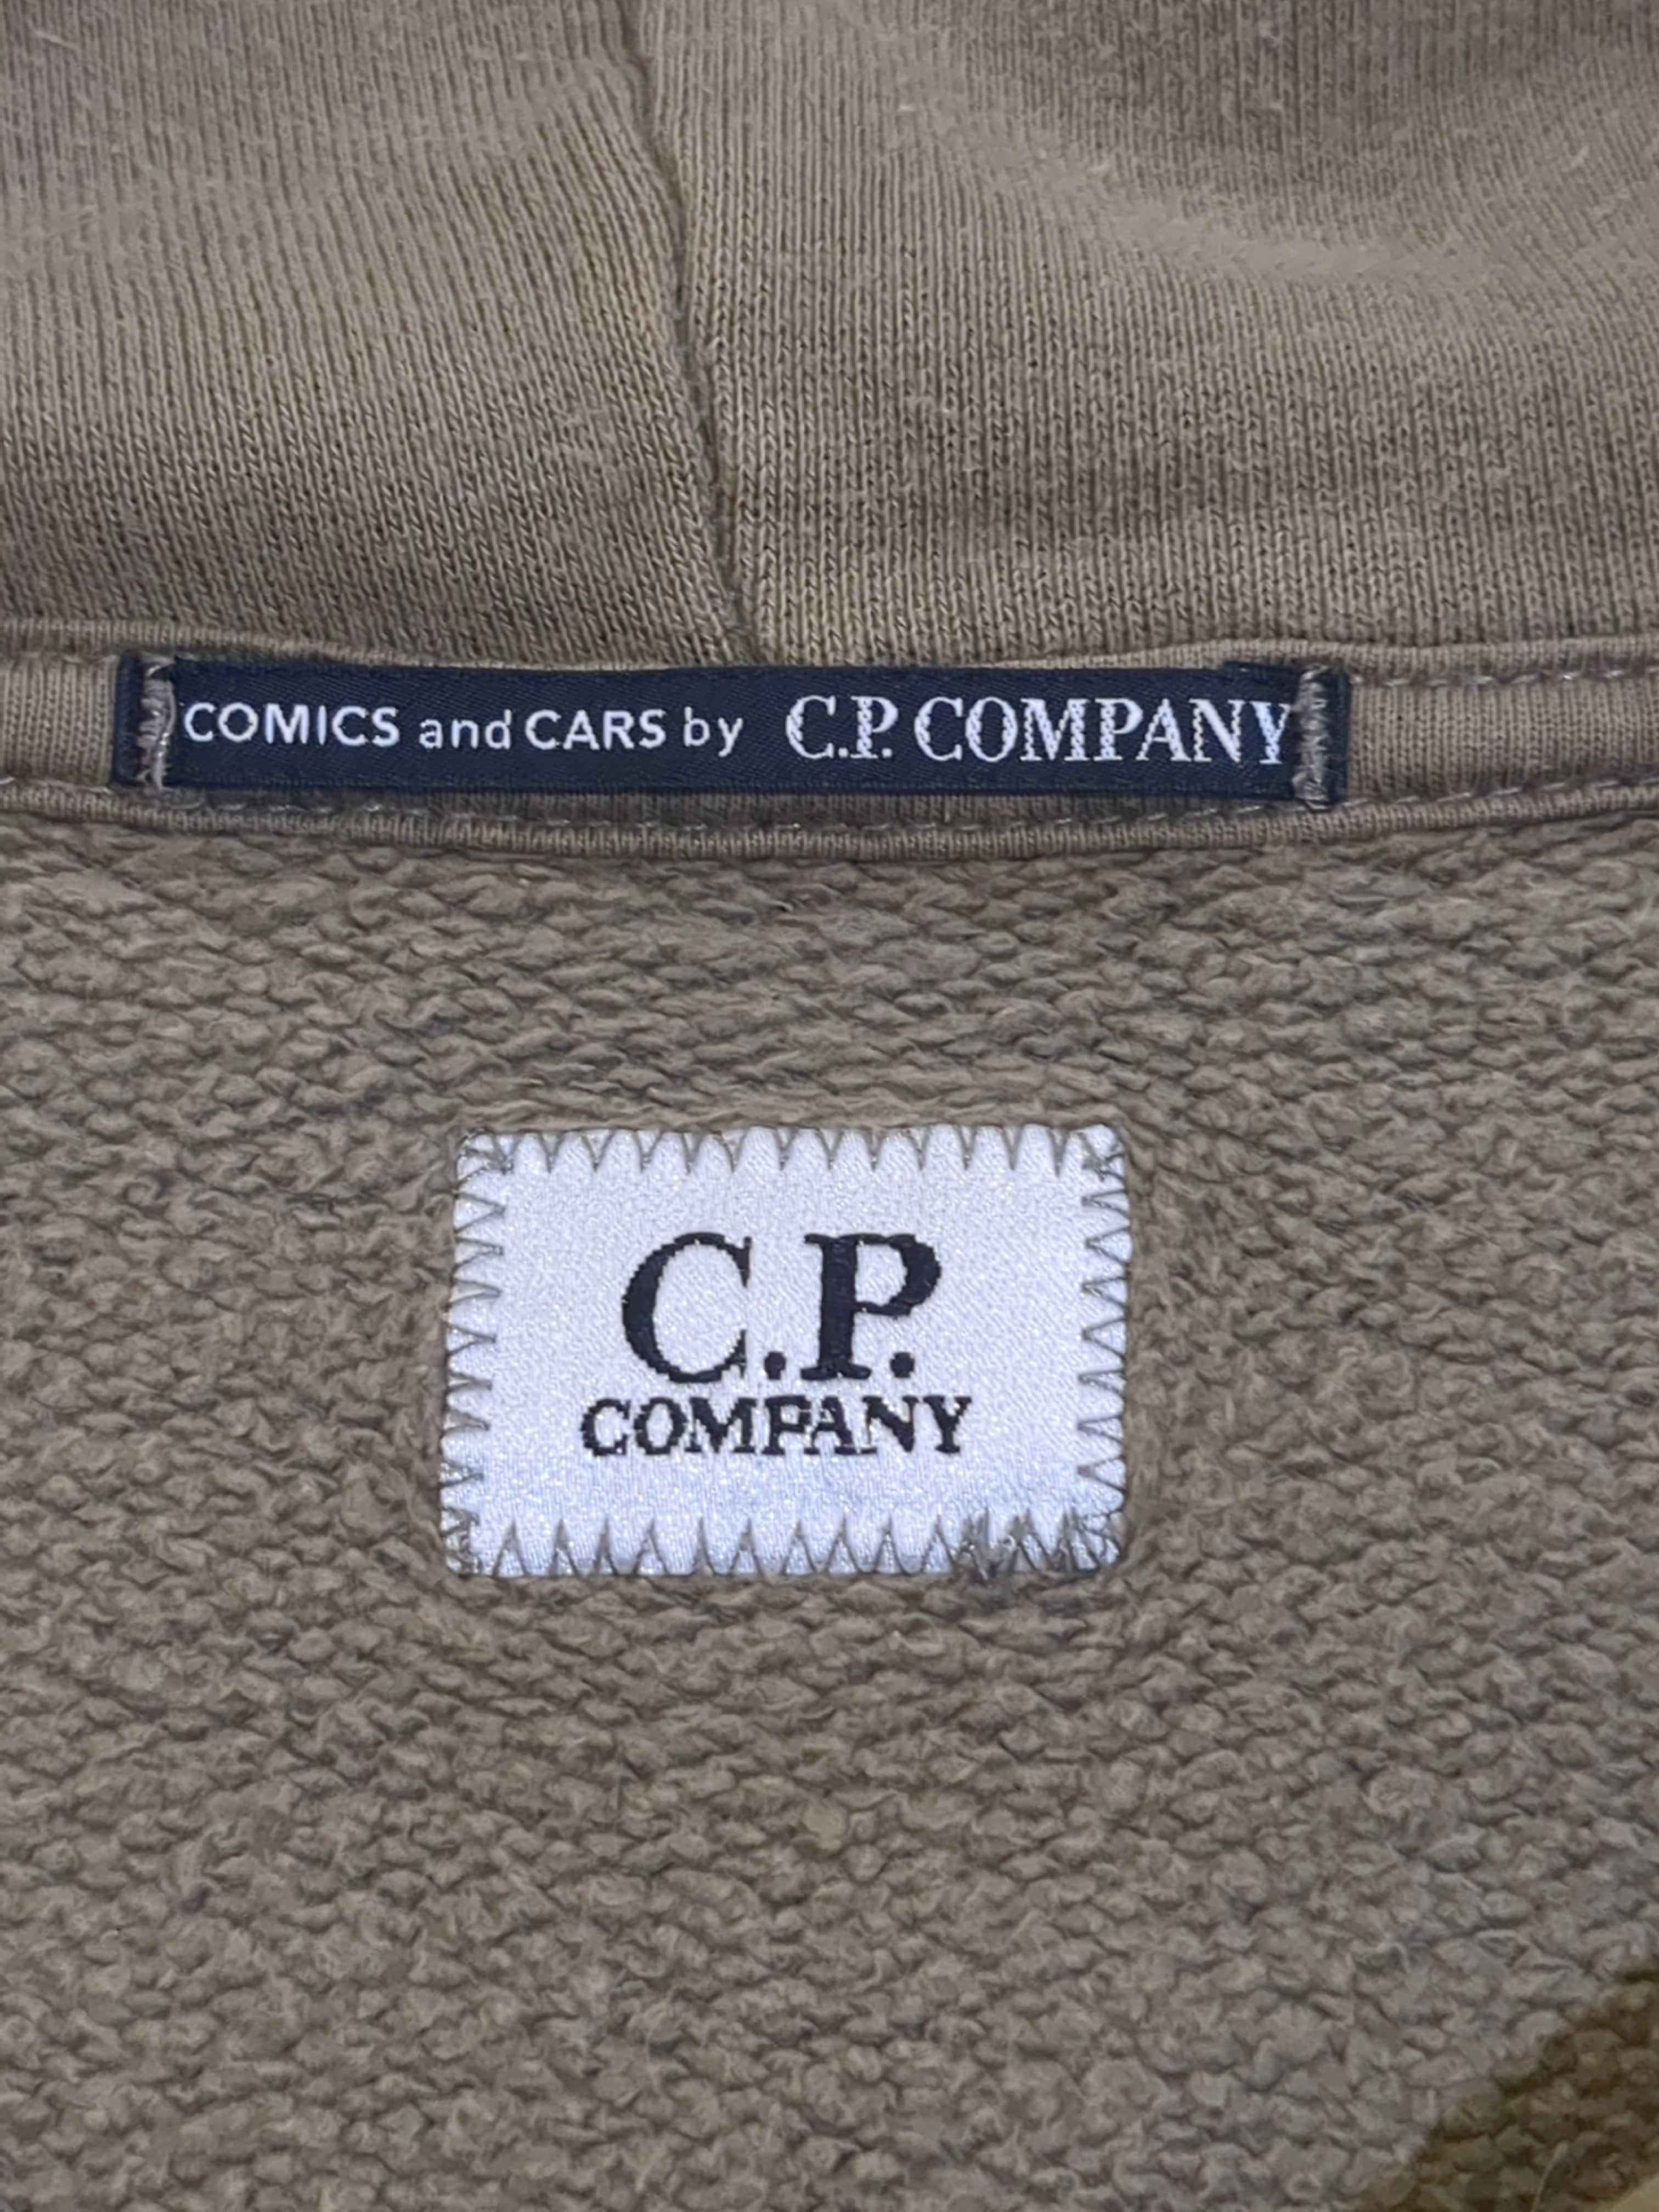 COMICS and CARS by C.P. COMPANY
C.P.
COMPANY